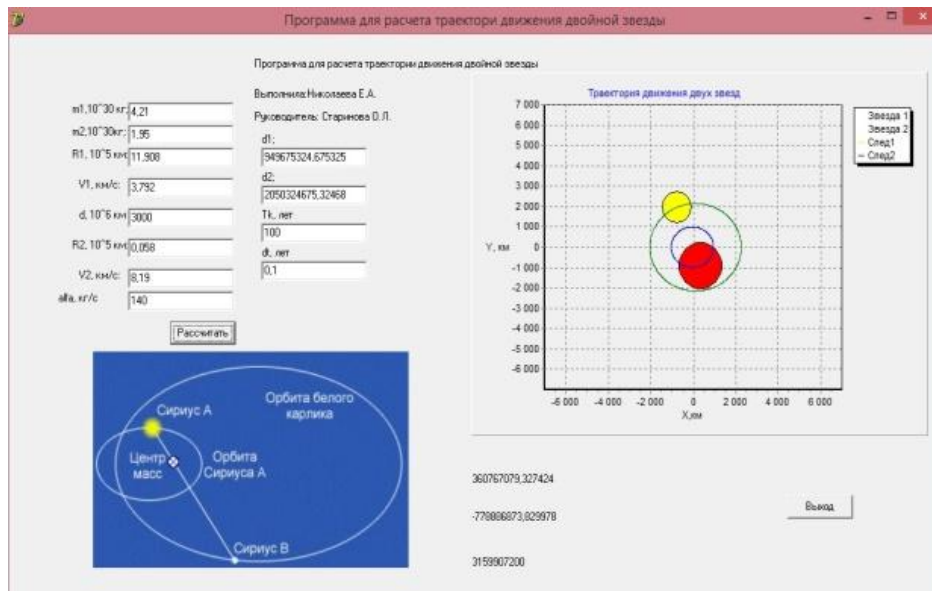 Программа для расчета траектори движения двойной звезды
Программа для расчета траектории движения двойной звезды
Выполнила:Николаева Е.А.
Руководитель: Старинова О.Л.
m1,10^30 кг; 4,21
m2,10^30кг; 1,95
R1, 10^5 км 11,908
V1, км/с: 3,792
d, 10^6 км 3000
R2, 10^5 км 0,058
V2, км/с: 8,19
alfa, кг/с 140
d1;
949675324,675325
d2;
2050324675,32468
Tk, лет
100
dt, лет
0,1
Рассчитать
Сириус А
Орбита белого
карлика
Центр
масс
Орбита
Сириуса А
Сириус В
Траектория движения двух звезд
7 000
6 000
5 000
4 000
3 000
2 000
1 000
0
-1 000
-2 000
-3 000
-4 000
-5 000
-6 000
Y, км
-6 000 -4 000 -2 000 0 2 000 4 000 6 000
X,км
Звезда 1
Звезда 2
След1
След2
360767079,327424
-778886873,829978
3159907200
Выход